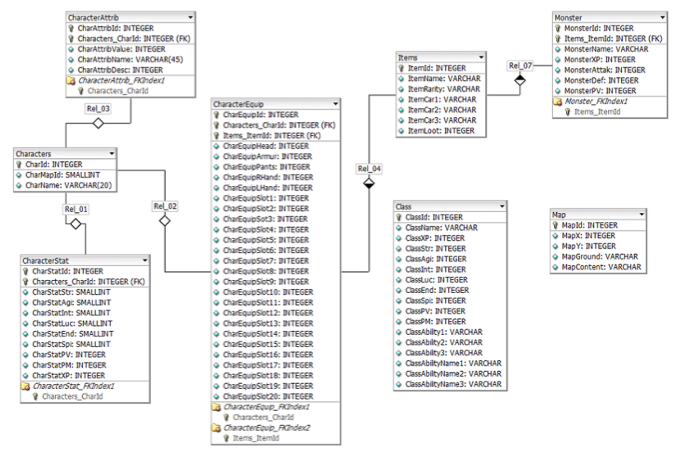 CharacterAttrib
CharAttribId: INTEGER
Characters_CharId: INTEGER (FK)
CharAttribValue: INTEGER
CharAttribName: VARCHAR(45)
CharAttribDesc: INTEGER
CharacterAttrib_FKIndex1
Characters_CharId
Rel_03
Characters
CharId: INTEGER
CharMapId: SMALLINT
CharName: VARCHAR(20)
Rel_01
Rel_02
CharacterStat
CharStatId: INTEGER
Characters_CharId: INTEGER (FK)
CharStatStr: SMALLINT
CharStatAgi: SMALLINT
CharStatInt: SMALLINT
CharStatLuc: SMALLINT
CharStatEnd: SMALLINT
CharStatSpi: SMALLINT
CharStatPV: INTEGER
CharStatPM: INTEGER
CharStatXP: INTEGER
CharacterStat_FKIndex1
Characters_CharId
CharacterEquip
CharEquipId: INTEGER
Characters_CharId: INTEGER (FK)
Items_ItemId: INTEGER (FK)
CharEquipHead: INTEGER
CharEquipArmur: INTEGER
CharEquipPants: INTEGER
CharEquipRHand: INTEGER
CharEquipLHand: INTEGER
CharEquipSlot1: INTEGER
CharEquipSlot2: INTEGER
CharEquipSot3: INTEGER
CharEquipSlot4: INTEGER
CharEquipSlot5: INTEGER
CharEquipSlot6: INTEGER
CharEquipSlot7: INTEGER
CharEquipSlot8: INTEGER
CharEquipSlot9: INTEGER
CharEquipSlot10: INTEGER
CharEquipSlot11: INTEGER
CharEquipSlot12: INTEGER
CharEquipSlot13: INTEGER
CharEquipSlot14: INTEGER
CharEquipSlot15: INTEGER
CharEquipSlot16: INTEGER
CharEquipSlot17: INTEGER
CharEquipSlot18: INTEGER
CharEquipSlot19: INTEGER
CharEquipSlot20: INTEGER
CharacterEquip_FKIndex1
Characters_CharId
CharacterEquip_FKIndex2
Items_ItemId
Rel_04
Items
ItemId: INTEGER
ItemName: VARCHAR
ItemRarity: VARCHAR
ItemCar1: VARCHAR
ItemCar2: VARCHAR
ItemCar3: VARCHAR
ItemLoot: INTEGER
Rel_07
Monster
MonsterId: INTEGER
Items_ItemId: INTEGER (FK)
MonsterName: VARCHAR
MonsterXP: INTEGER
MonsterAttak: INTEGER
MonsterDef: INTEGER
MonsterPV: INTEGER
Monster_FKIndex1
Items_ItemId
Class
ClassId: INTEGER
ClassName: VARCHAR
ClassXP: INTEGER
ClassStr: INTEGER
ClassAgi: INTEGER
ClassInt: INTEGER
ClassLuc: INTEGER
ClassEnd: INTEGER
ClassSpi: INTEGER
ClassPV: INTEGER
ClassPM: INTEGER
ClassAbility1: VARCHAR
ClassAbility2: VARCHAR
ClassAbility3: VARCHAR
ClassAbilityName1: VARCHAR
ClassAbilityName2: VARCHAR
ClassAbilityName3: VARCHAR
Map
MapId: INTEGER
MapX: INTEGER
MapY: INTEGER
MapGround: VARCHAR
MapContent: VARCHAR